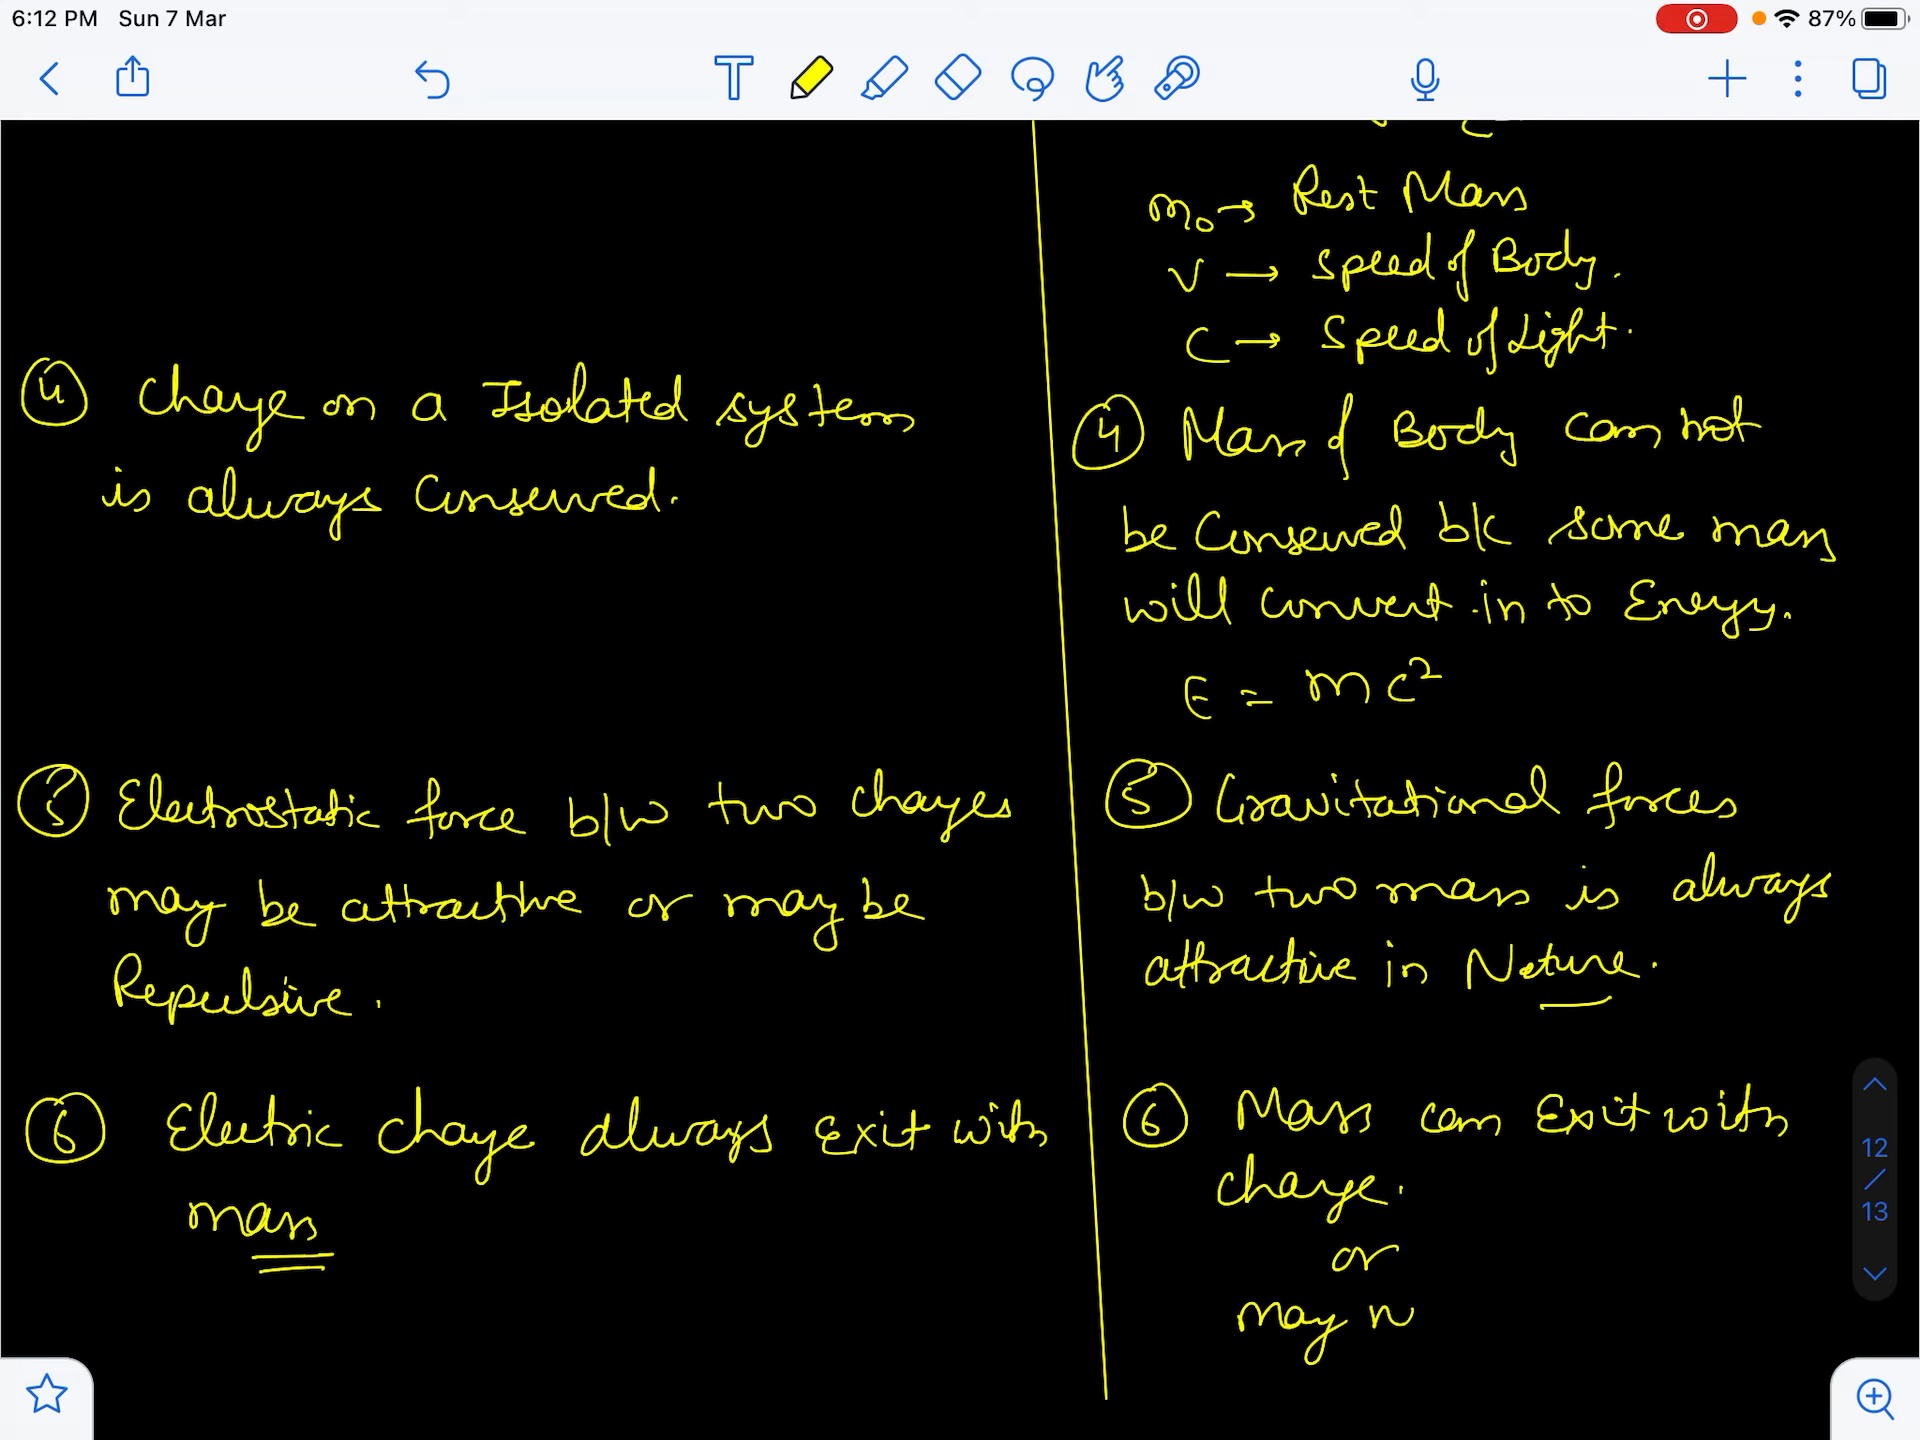 6:12 PM Sun 7 Mar
87%
m₀ → Rest Mass
V → Speed of Body.
C → Speed of Light.
④ Charge on a Isolated system
is always Conserved.
④ Mass of Body can not
be Conserved b/c some mass
will convert in to Energy.
E = mc²
⑤ Electrostatic force b/w two charges
may be attractive or may be
Repulsive.
⑤ Gravitational forces
b/w two mass is always
attractive in Nature.
⑥ Electric charge always Exit with
mass
⑥ Mass can Exit with
charge.
or
may n
12
/
13